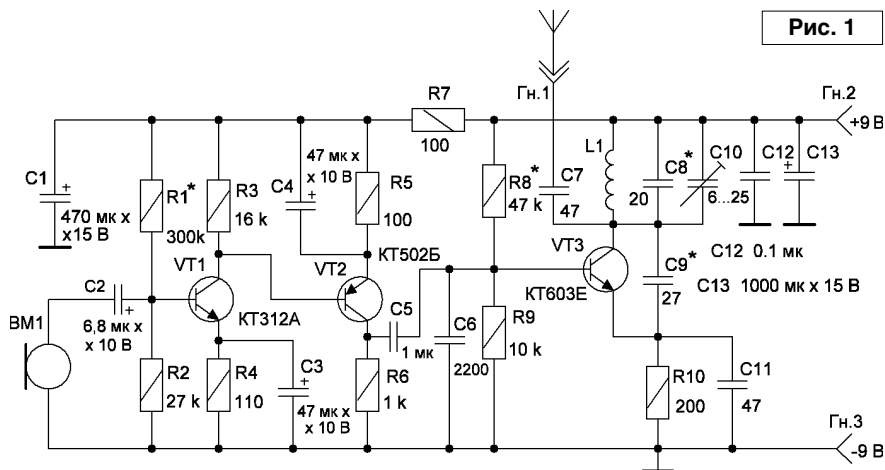 Рис. 1
Гн.1
Гн.2
+9 В
R7
100
C1
470 мк х
х15 В
R1*
300k
R3
16 k
C4
47 мк х
х 10 В
R5
100
R8
47 k
C7
*
47
L1
C8
*
20
C10
6...25
C12
C13
C12 0.1 мк
C13 1000 мк х 15 В
VT1
КТ312А
VT2
КТ502Б
VT3
КТ603Е
C9
*
27
BM1
C2
6,8 мк х
х 10 В
R2
27 k
R4
110
C3
47 мк х
х 10 В
C5
1 мк
R6
1 k
C6
2200
R9
10 k
R10
200
C11
47
Гн.3
-9 В